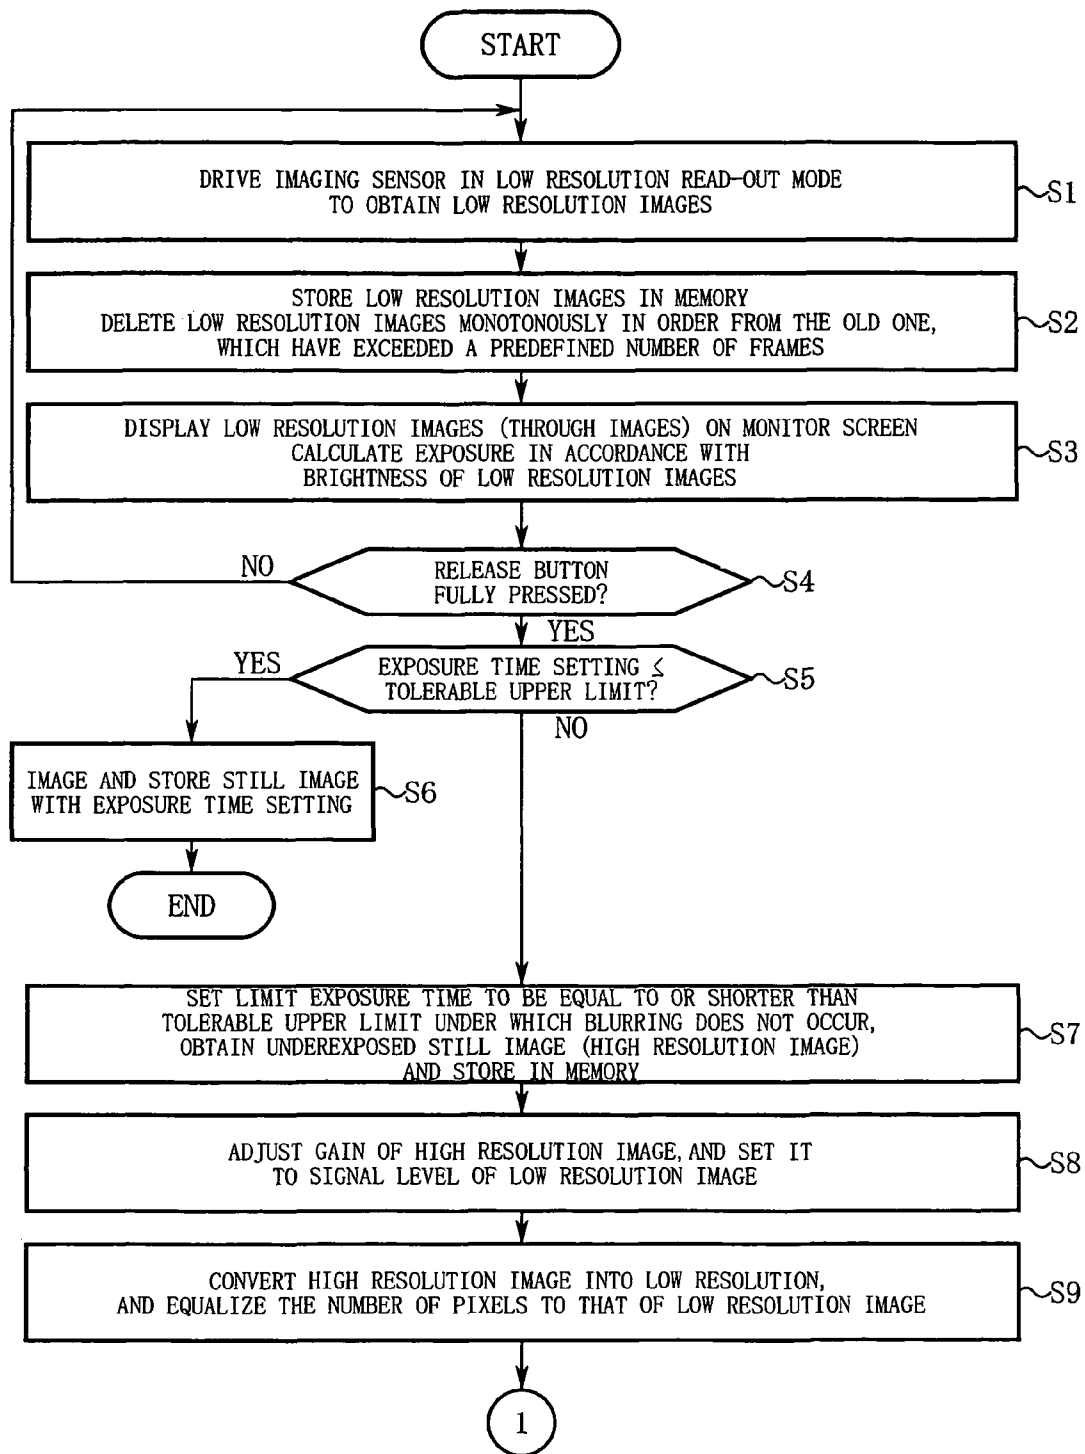 START
DRIVE IMAGING SENSOR IN LOW RESOLUTION READ-OUT MODE
TO OBTAIN LOW RESOLUTION IMAGES
S1
STORE LOW RESOLUTION IMAGES IN MEMORY
DELETE LOW RESOLUTION IMAGES MONOTONOUSLY IN ORDER FROM THE OLD ONE,
WHICH HAVE EXCEEDED A PREDEFINED NUMBER OF FRAMES
S2
DISPLAY LOW RESOLUTION IMAGES (THROUGH IMAGES) ON MONITOR SCREEN
CALCULATE EXPOSURE IN ACCORDANCE WITH
BRIGHTNESS OF LOW RESOLUTION IMAGES
S3
NO
RELEASE BUTTON
FULLY PRESSED?
S4
YES
YES
EXPOSURE TIME SETTING ≦
TOLERABLE UPPER LIMIT?
S5
NO
IMAGE AND STORE STILL IMAGE
WITH EXPOSURE TIME SETTING
S6
END
SET LIMIT EXPOSURE TIME TO BE EQUAL TO OR SHORTER THAN
TOLERABLE UPPER LIMIT UNDER WHICH BLURRING DOES NOT OCCUR,
OBTAIN UNDEREXPOSED STILL IMAGE (HIGH RESOLUTION IMAGE)
AND STORE IN MEMORY
S7
ADJUST GAIN OF HIGH RESOLUTION IMAGE, AND SET IT
TO SIGNAL LEVEL OF LOW RESOLUTION IMAGE
S8
CONVERT HIGH RESOLUTION IMAGE INTO LOW RESOLUTION,
AND EQUALIZE THE NUMBER OF PIXELS TO THAT OF LOW RESOLUTION IMAGE
S9
1